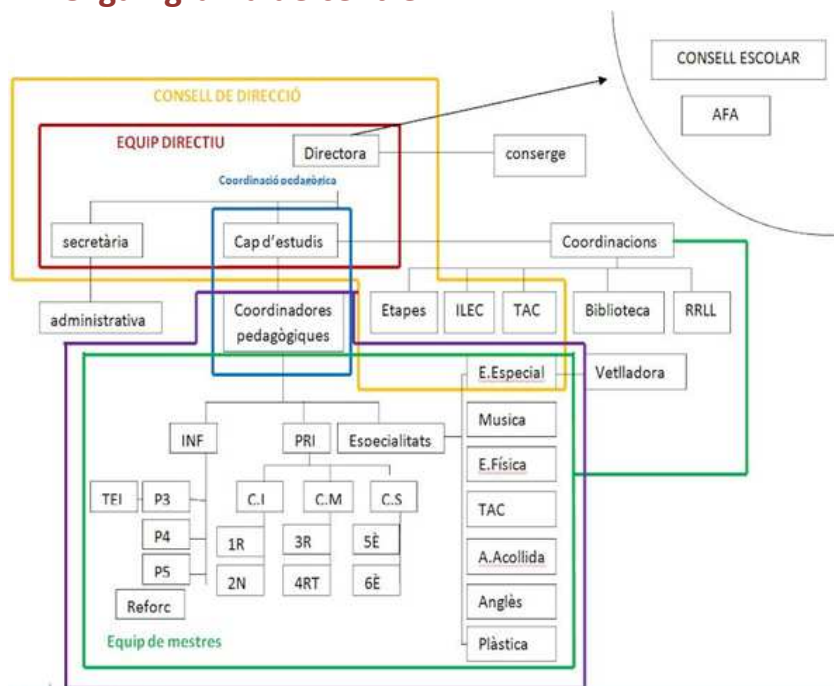 CONSELL ESCOLAR
AFA
CONSELL DE DIRECCIÓ
EQUIP DIRECTIU
Directora
conserge
Coordinació pedagògica
secretària
Cap d'estudis
Coordinacions
administrativa
Coordinadores
pedagògiques
Etapes
ILEC
TAC
Biblioteca
RRLL
E.Especial
Vetlladora
Musica
INF
PRI
Especialitats
E.Física
TEI
P3
C.I
C.M
C.S
TAC
P4
1R
3R
5È
A.Acollida
P5
2N
4RT
6È
Reforc
Anglès
Equip de mestres
Plàstica